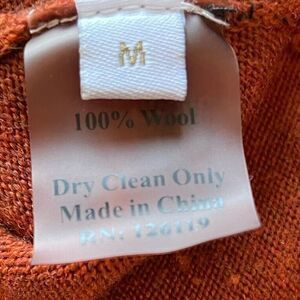 M
100% Wool
Dry Clean Only
Made in China
RN: 126119